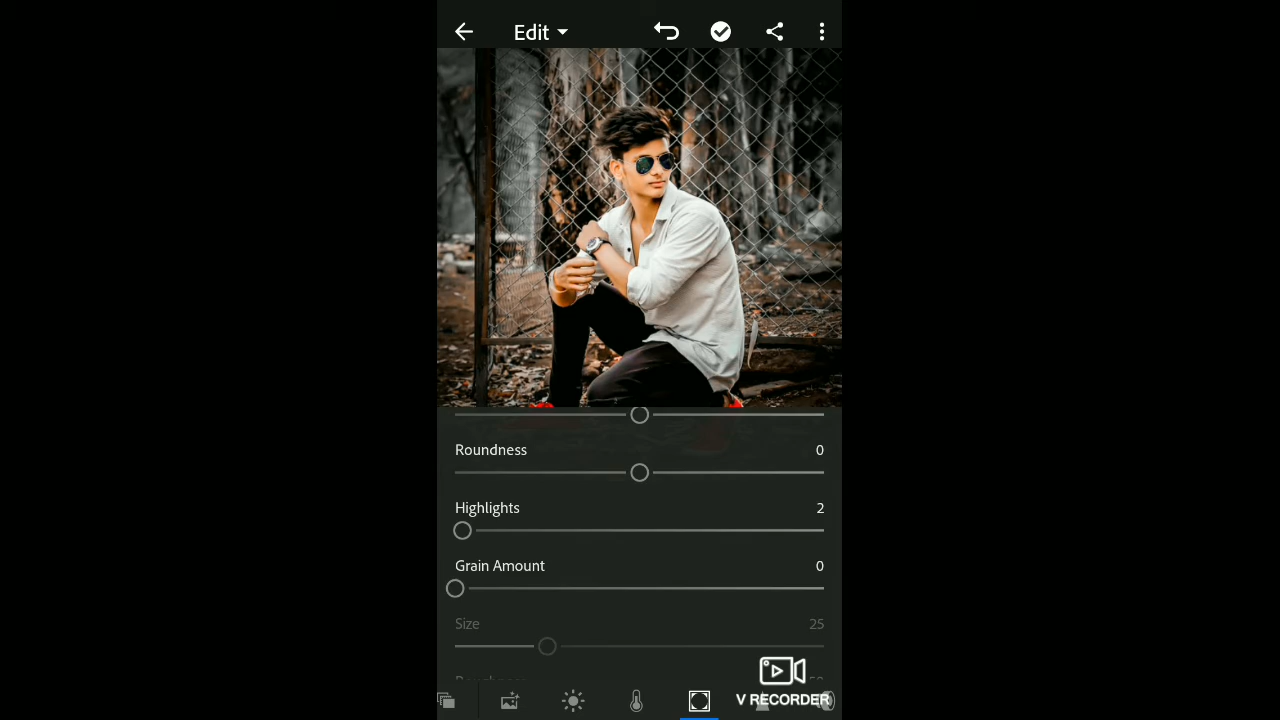 Edit
Roundness 0
Highlights 2
Grain Amount 0
Size 25
V RECORDER